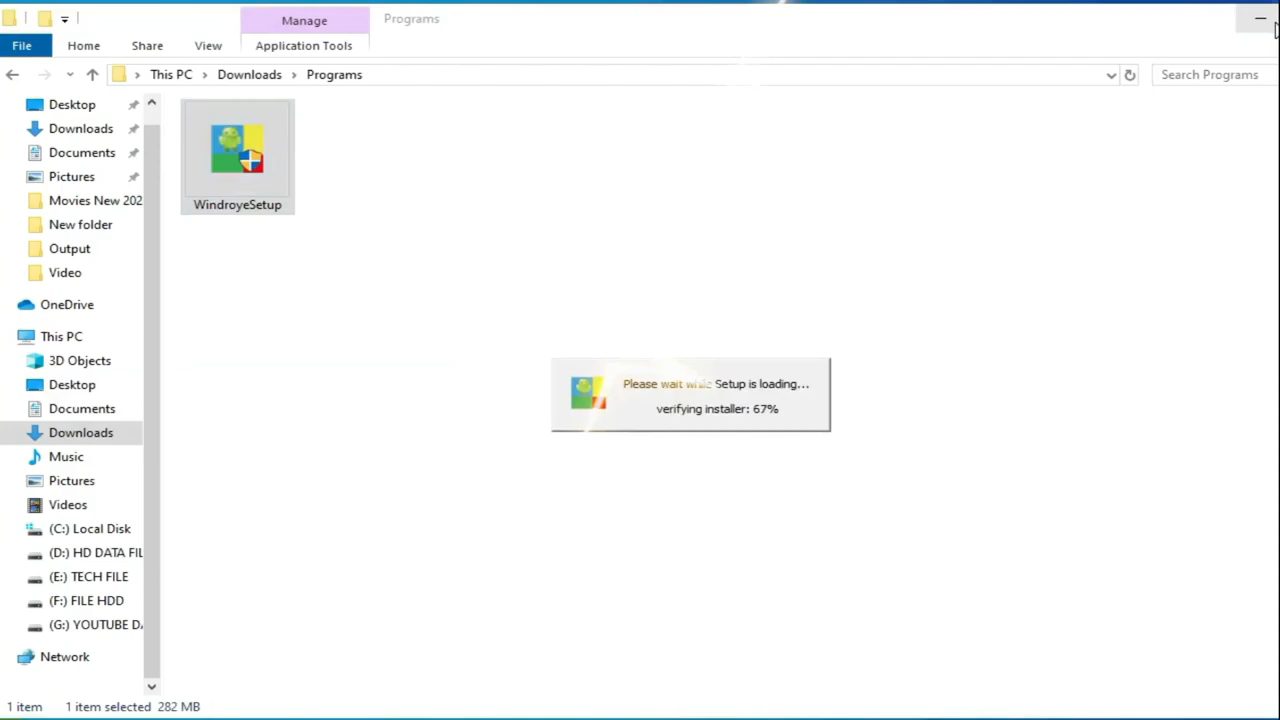 Manage
Programs
File
Home
Share
View
Application Tools
This PC
Downloads
Programs
Search Programs
Desktop
Downloads
Documents
Pictures
Movies New 202
New folder
Output
Video
OneDrive
This PC
3D Objects
Desktop
Documents
Downloads
Music
Pictures
Videos
(C:) Local Disk
(D:) HD DATA FIL
(E:) TECH FILE
(F:) FILE HDD
(G:) YOUTUBE DA
Network
WindroyeSetup
Please wait while Setup is loading...
verifying installer: 67%
1 item
1 item selected 282 MB